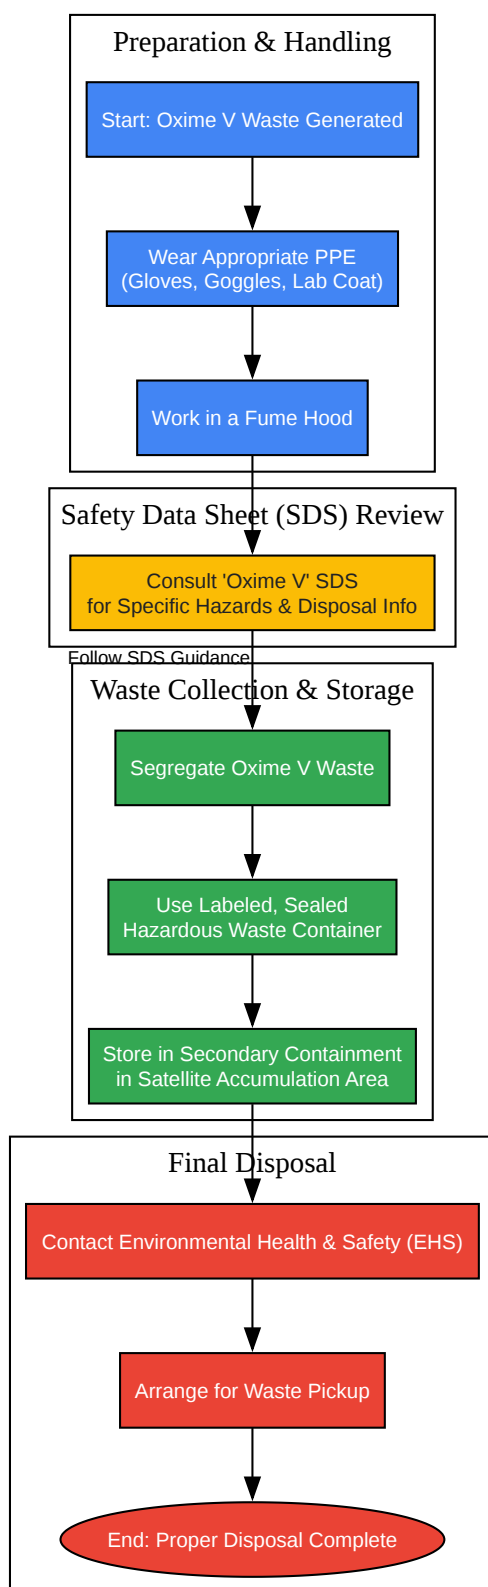 Preparation & Handling
Start: Oxime V Waste Generated
Wear Appropriate PPE
(Gloves, Goggles, Lab Coat)
Work in a Fume Hood
Safety Data Sheet (SDS) Review
Consult 'Oxime V' SDS
for Specific Hazards & Disposal Info
Follow SDS Guidance
Waste Collection & Storage
Segregate Oxime V Waste
Use Labeled, Sealed
Hazardous Waste Container
Store in Secondary Containment
in Satellite Accumulation Area
Final Disposal
Contact Environmental Health & Safety (EHS)
Arrange for Waste Pickup
End: Proper Disposal Complete